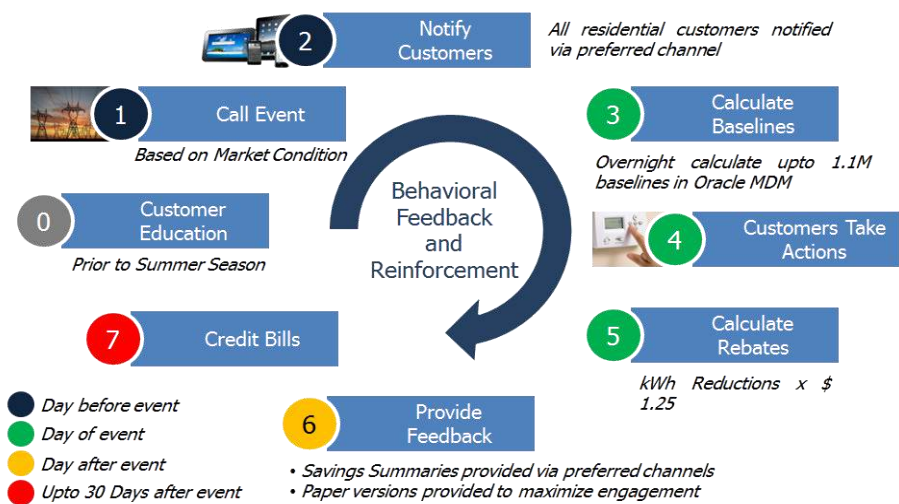 2
Notify
Customers
All residential customers notified
via preferred channel
1
Call Event
Based on Market Condition
3
Calculate
Baselines
Overnight calculate upto 1.1M
baselines in Oracle MDM
Behavioral
Feedback
and
Reinforcement
0
Customer
Education
Prior to Summer Season
4
Customers Take
Actions
7
Credit Bills
5
Calculate
Rebates
kWh Reductions x $
1.25
6
Provide
Feedback
• Savings Summaries provided via preferred channels
• Paper versions provided to maximize engagement
Day before event
Day of event
Day after event
Upto 30 Days after event